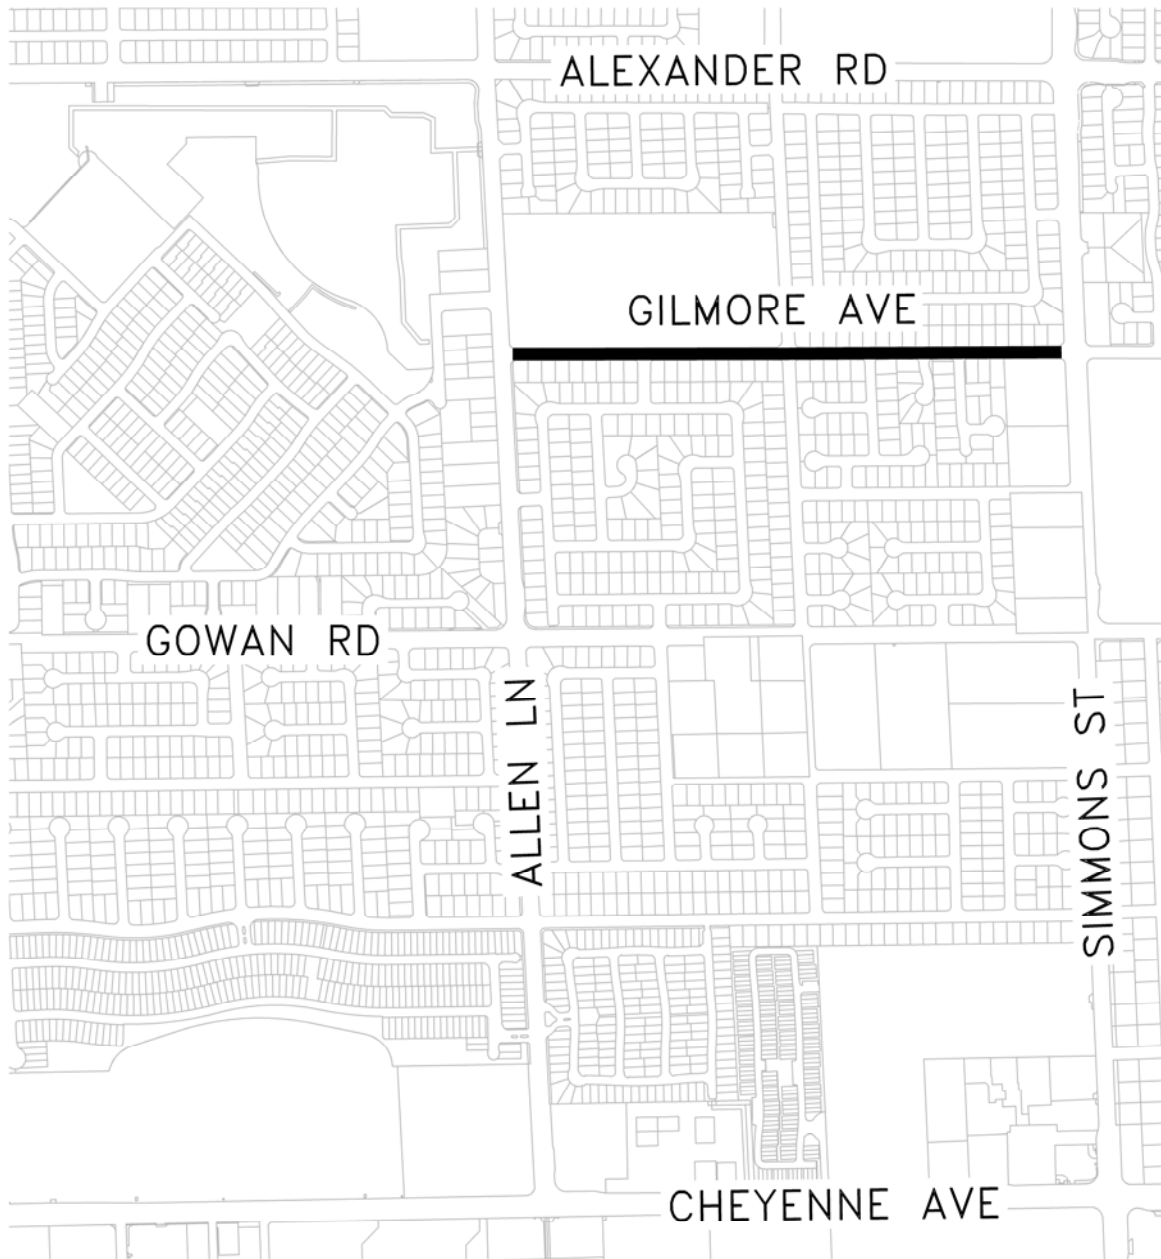 ALEXANDER RD
GILMORE AVE
GOWAN RD
ALLEN LN
SIMMONS ST
CHEYENNE AVE